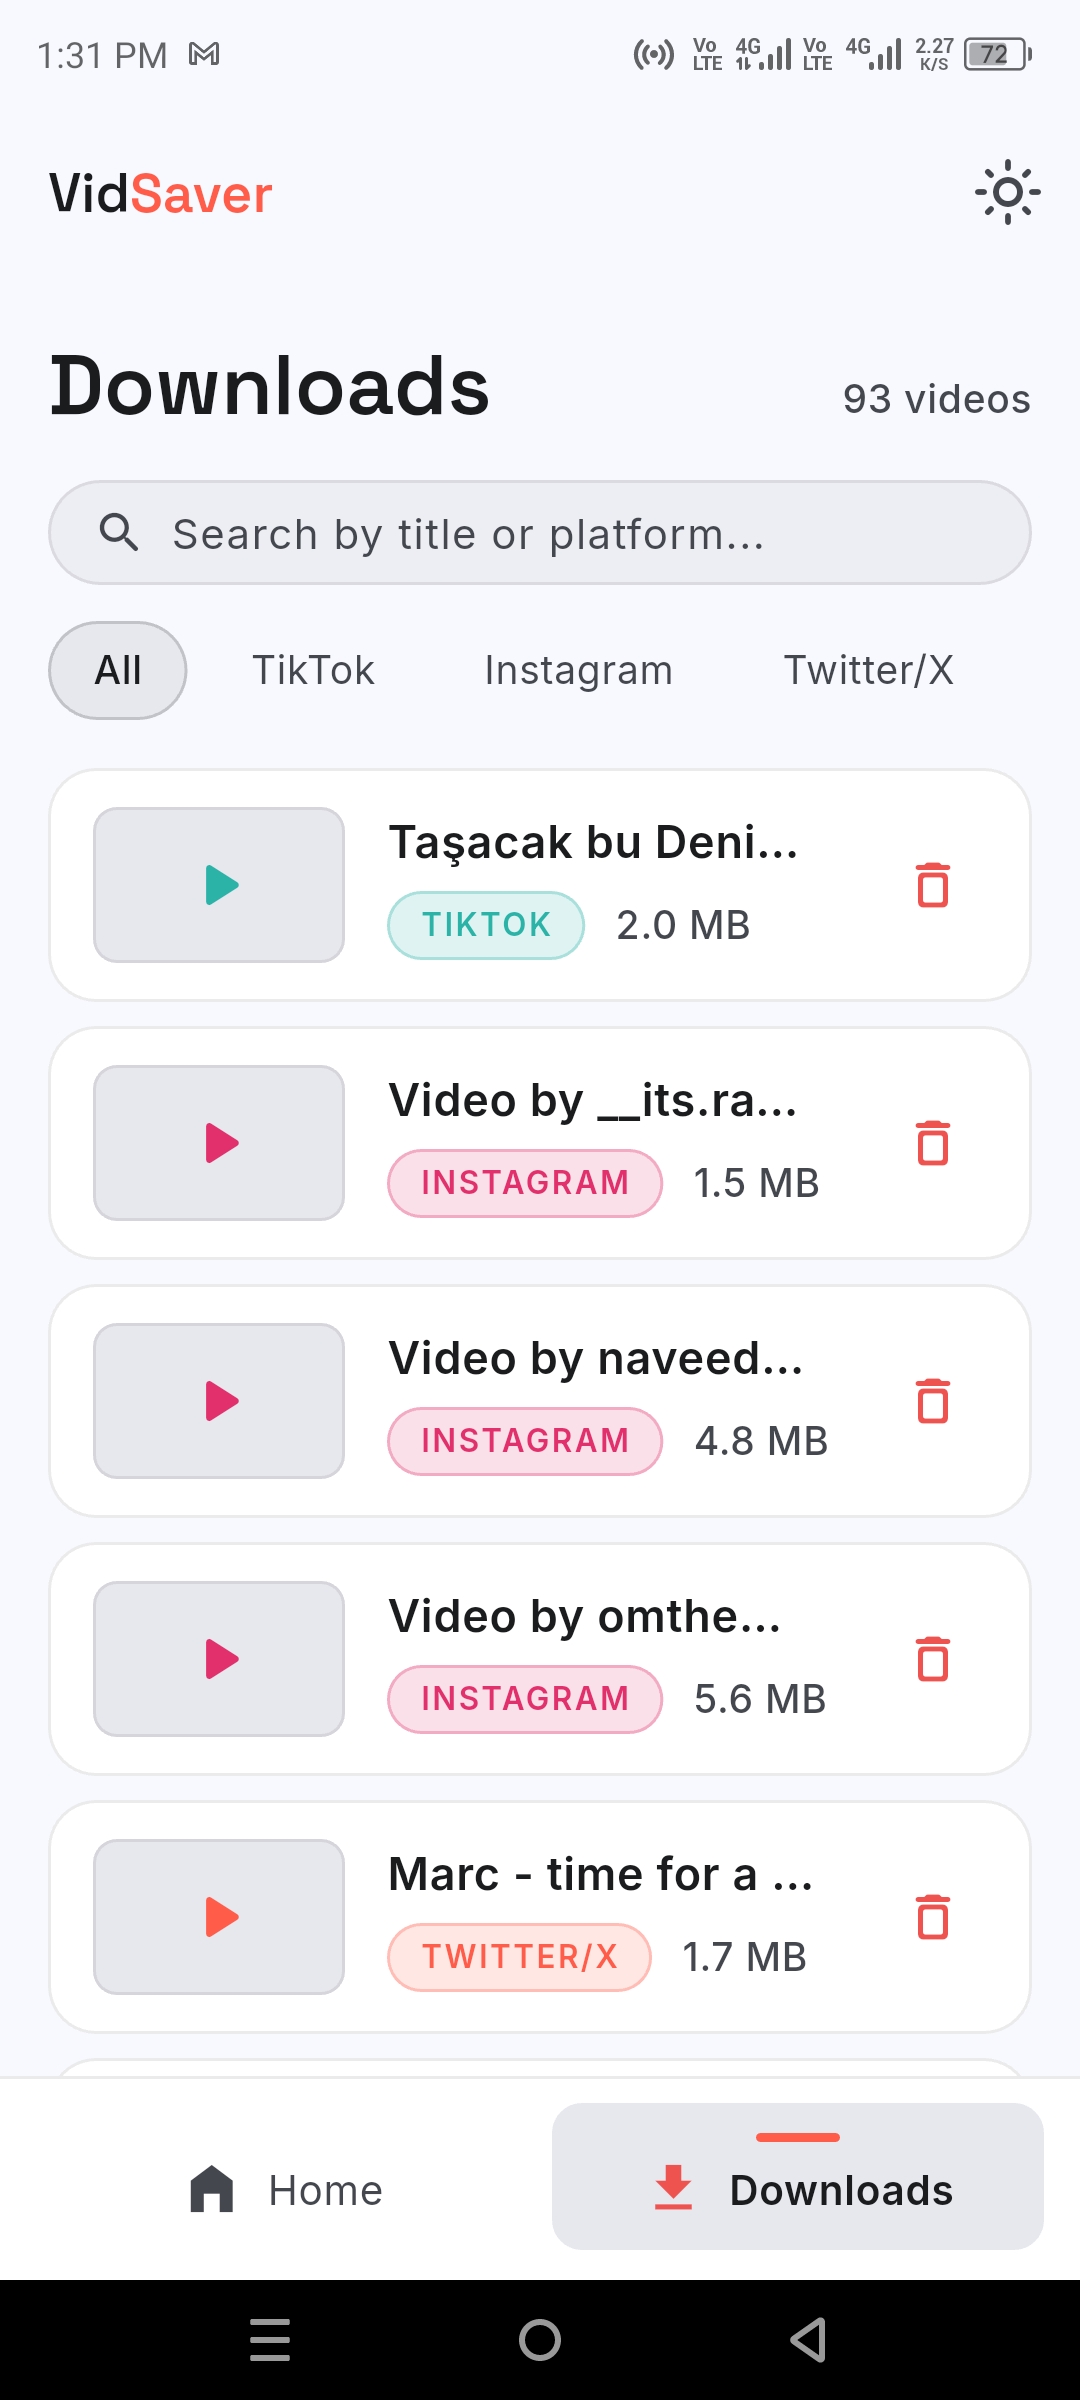 1:31 PM
Vo LTE 4G Vo LTE 4G 2.27 K/S 72
VidSaver
Downloads
93 videos
Search by title or platform...
All TikTok Instagram Twitter/X
Taşacak bu Deni...
TIKTOK 2.0 MB
Video by __its.ra...
INSTAGRAM 1.5 MB
Video by naveed...
INSTAGRAM 4.8 MB
Video by omthe...
INSTAGRAM 5.6 MB
Marc - time for a ...
TWITTER/X 1.7 MB
Home Downloads